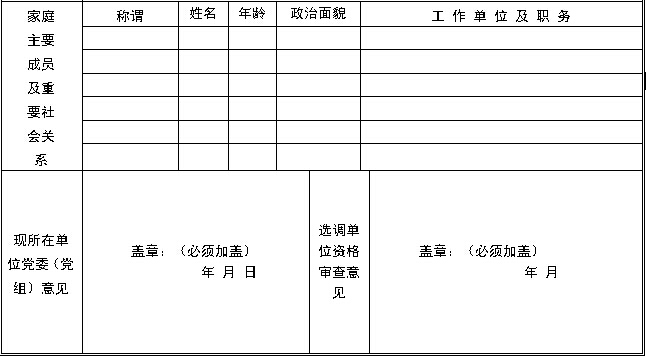 家庭
主要
成员
及重
要社
会关
系
称谓 姓名 年龄 政治面貌 工 作 单 位 及 职 务
现所在单
位党委（党
组）意见
盖章：（必须加盖）
年 月 日
选调单
位资格
审查意
见
盖章：（必须加盖）
年 月